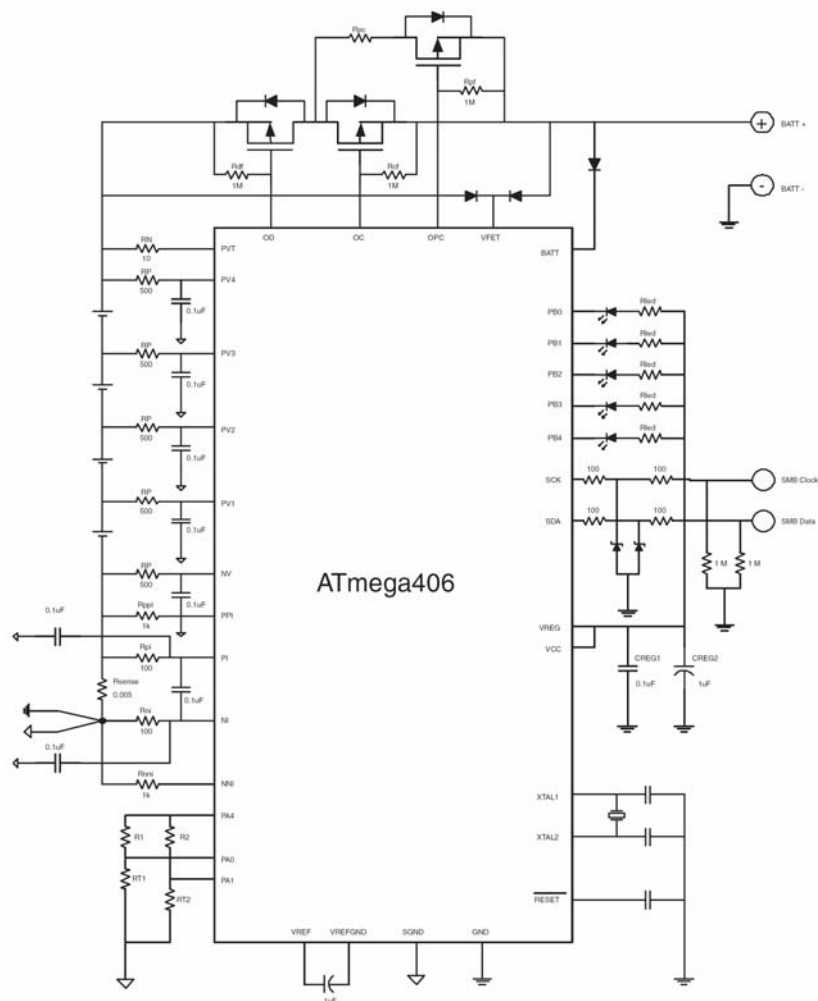 Rpc
Rpf
1M
+
BATT +
Rdf
1M
Rcf
1M
-
BATT -
OD
OC
OPC
VFET
RN
10
PVT
BATT
RP
500
PV4
0.1uF
PB0
Rled
RP
500
PV3
0.1uF
PB1
Rled
PB2
Rled
PB3
Rled
RP
500
PV2
0.1uF
PB4
Rled
SCK
100
100
SMB Clock
RP
500
PV1
0.1uF
SDA
100
100
SMB Data
1 M
1 M
RP
500
NV
0.1uF
ATmega406
Rppi
1k
PPI
0.1uF
VREG
VCC
Rpi
100
PI
CREG1
0.1uF
CREG2
1uF
Rsense
0.005
0.1uF
Rni
100
NI
0.1uF
Rnni
1k
NNI
XTAL1
PA4
R1
R2
XTAL2
PA0
RT1
PA1
RT2
RESET
VREF
VREFGND
SGND
GND
1uF